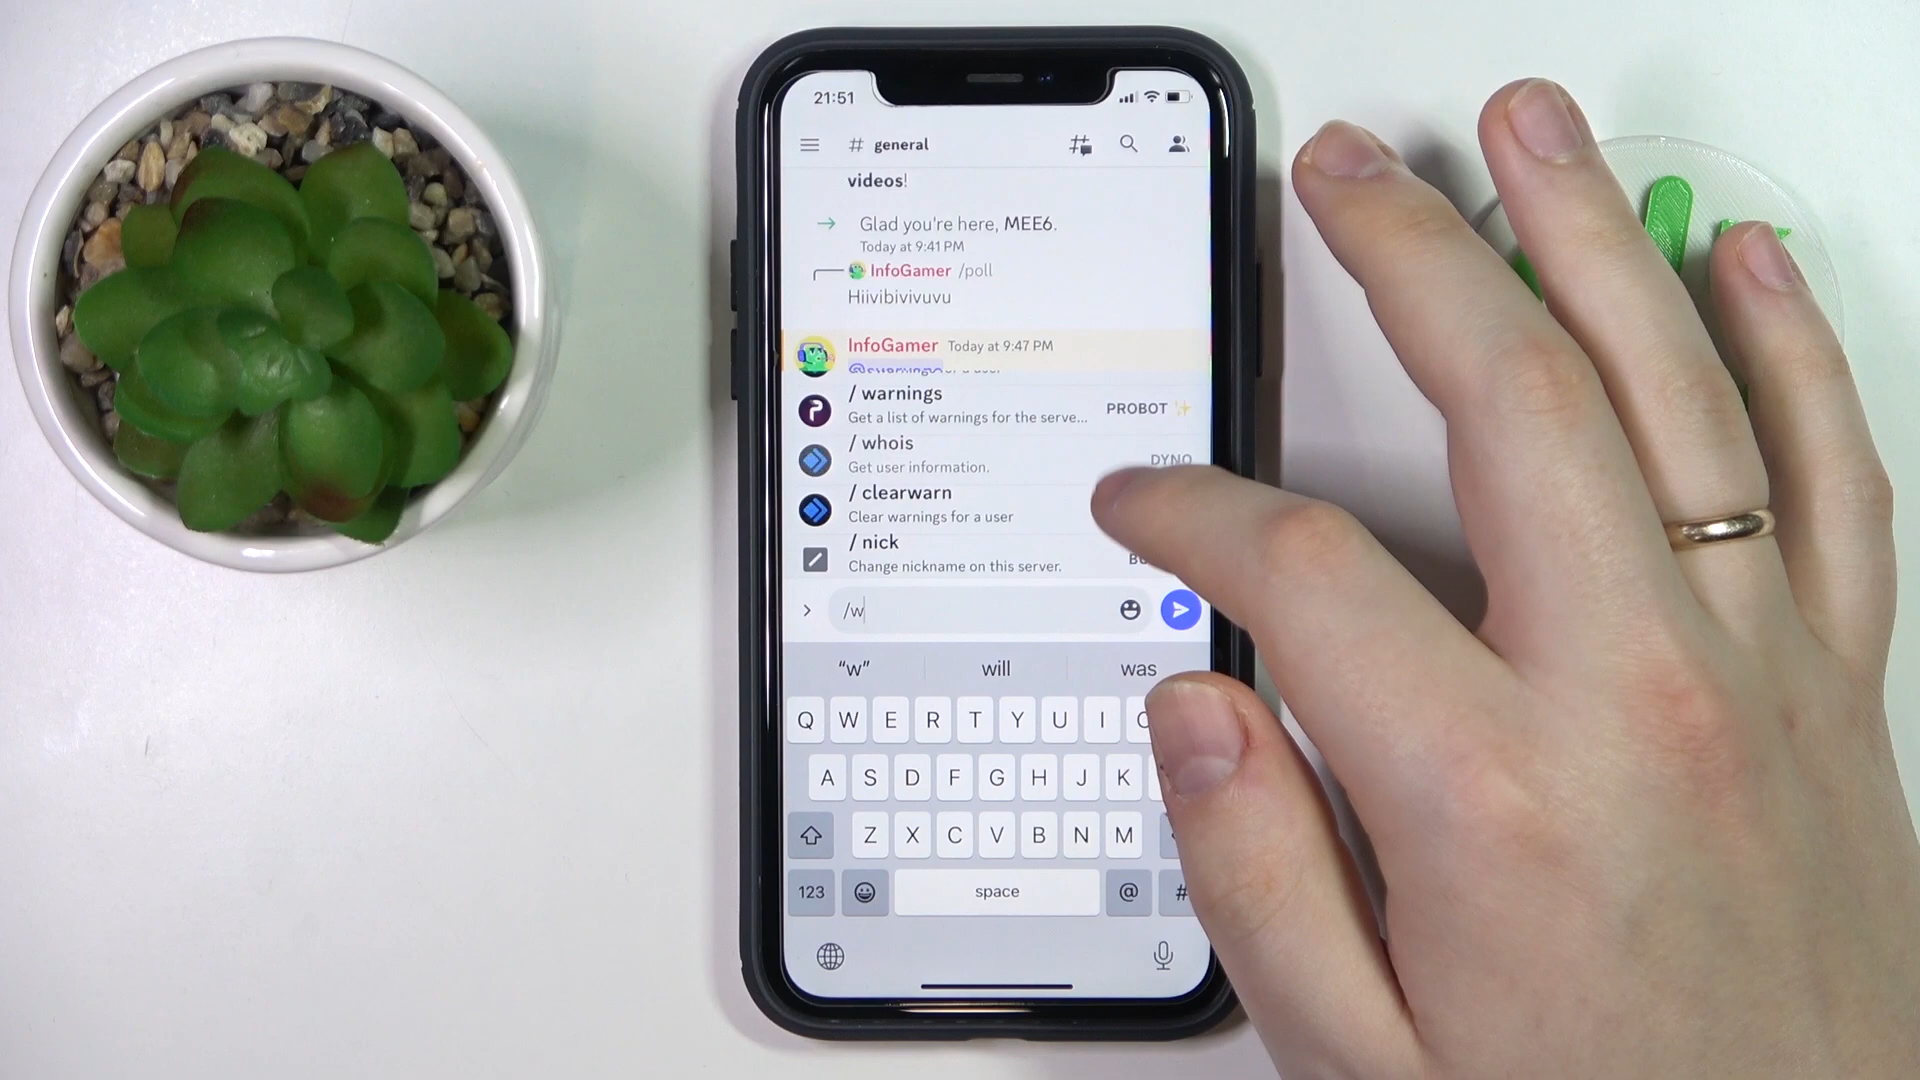 21:51
# general
videos!
Glad you're here, MEE6.
Today at 9:41 PM
InfoGamer /poll
Hiivibivivuvu
InfoGamer Today at 9:47 PM
/ warnings
Get a list of warnings for the serve... PROBOT ✨
/ whois
Get user information. DYNO
/ clearwarn
Clear warnings for a user
/ nick
Change nickname on this server.
/w
“w” will was
Q W E R T Y U I
A S D F G H J K
Z X C V B N M
123 space @ #